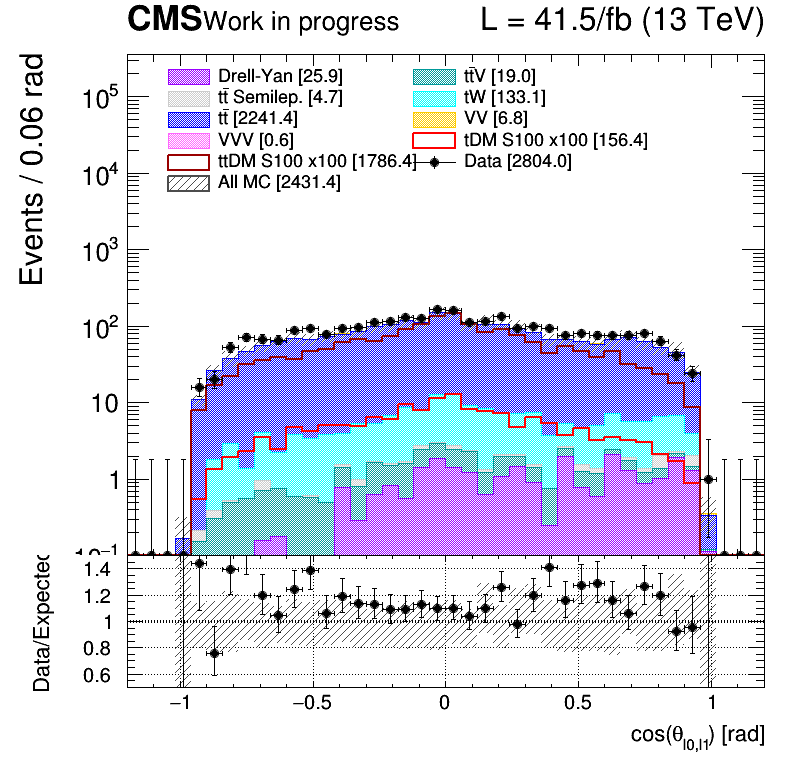 CMS Work in progress L = 41.5/fb (13 TeV)
Events / 0.06 rad
Drell-Yan [25.9] tt̄V [19.0]
tt̄ Semilep. [4.7] tW [133.1]
tt̄ [2241.4] VV [6.8]
VVV [0.6] tDM S100 x100 [156.4]
ttDM S100 x100 [1786.4] Data [2804.0]
All MC [2431.4]
10⁵
10⁴
10³
10²
10
1
10⁻¹
Data/Expected
1.4
1.2
1
0.8
0.6
−1 −0.5 0 0.5 1
cos(θ_{l0,l1}) [rad]